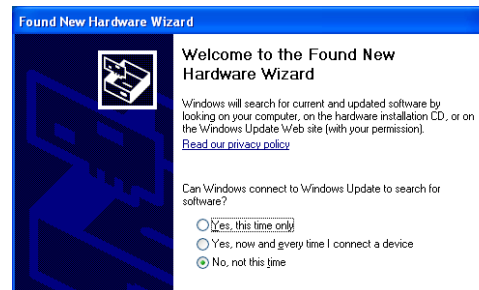 Found New Hardware Wizard
Welcome to the Found New
Hardware Wizard
Windows will search for current and updated software by
looking on your computer, on the hardware installation CD, or on
the Windows Update Web site (with your permission).
Read our privacy policy
Can Windows connect to Windows Update to search for
software?
Yes, this time only
Yes, now and every time I connect a device
No, not this time